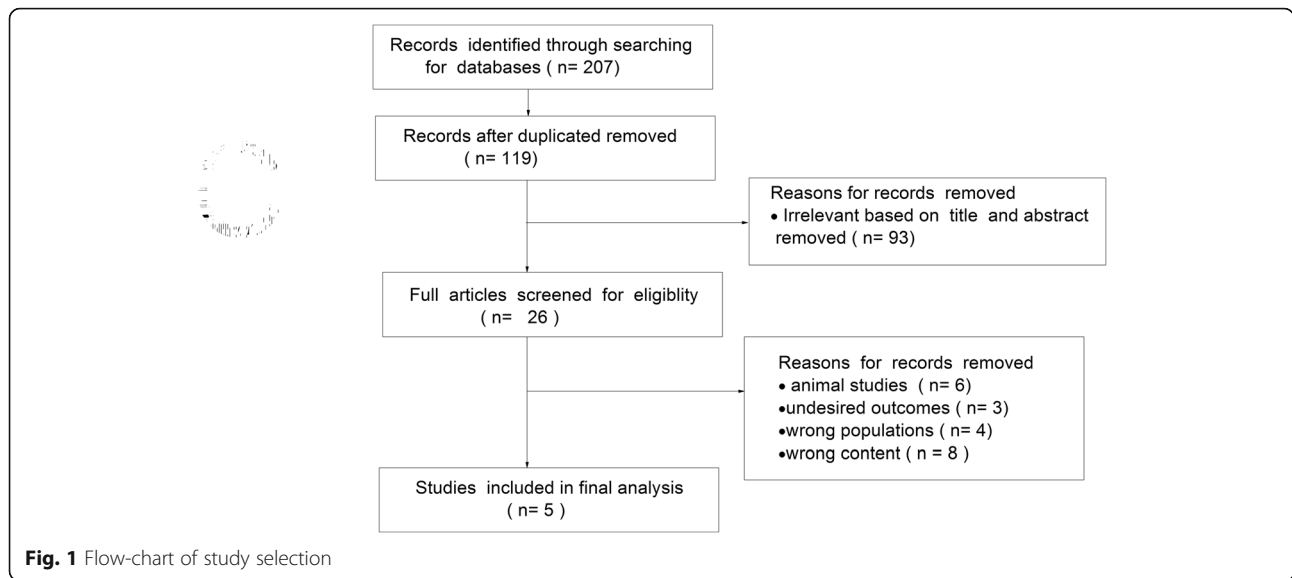 Records identified through searching
for databases ( n= 207)
Records after duplicated removed
( n= 119)
Reasons for records removed
• Irrelevant based on title and abstract
removed ( n= 93)
Full articles screened for eligiblity
( n= 26 )
Reasons for records removed
• animal studies ( n= 6)
•undesired outcomes ( n= 3)
•wrong populations ( n= 4)
•wrong content ( n = 8 )
Studies included in final analysis
( n= 5 )
Fig. 1 Flow-chart of study selection